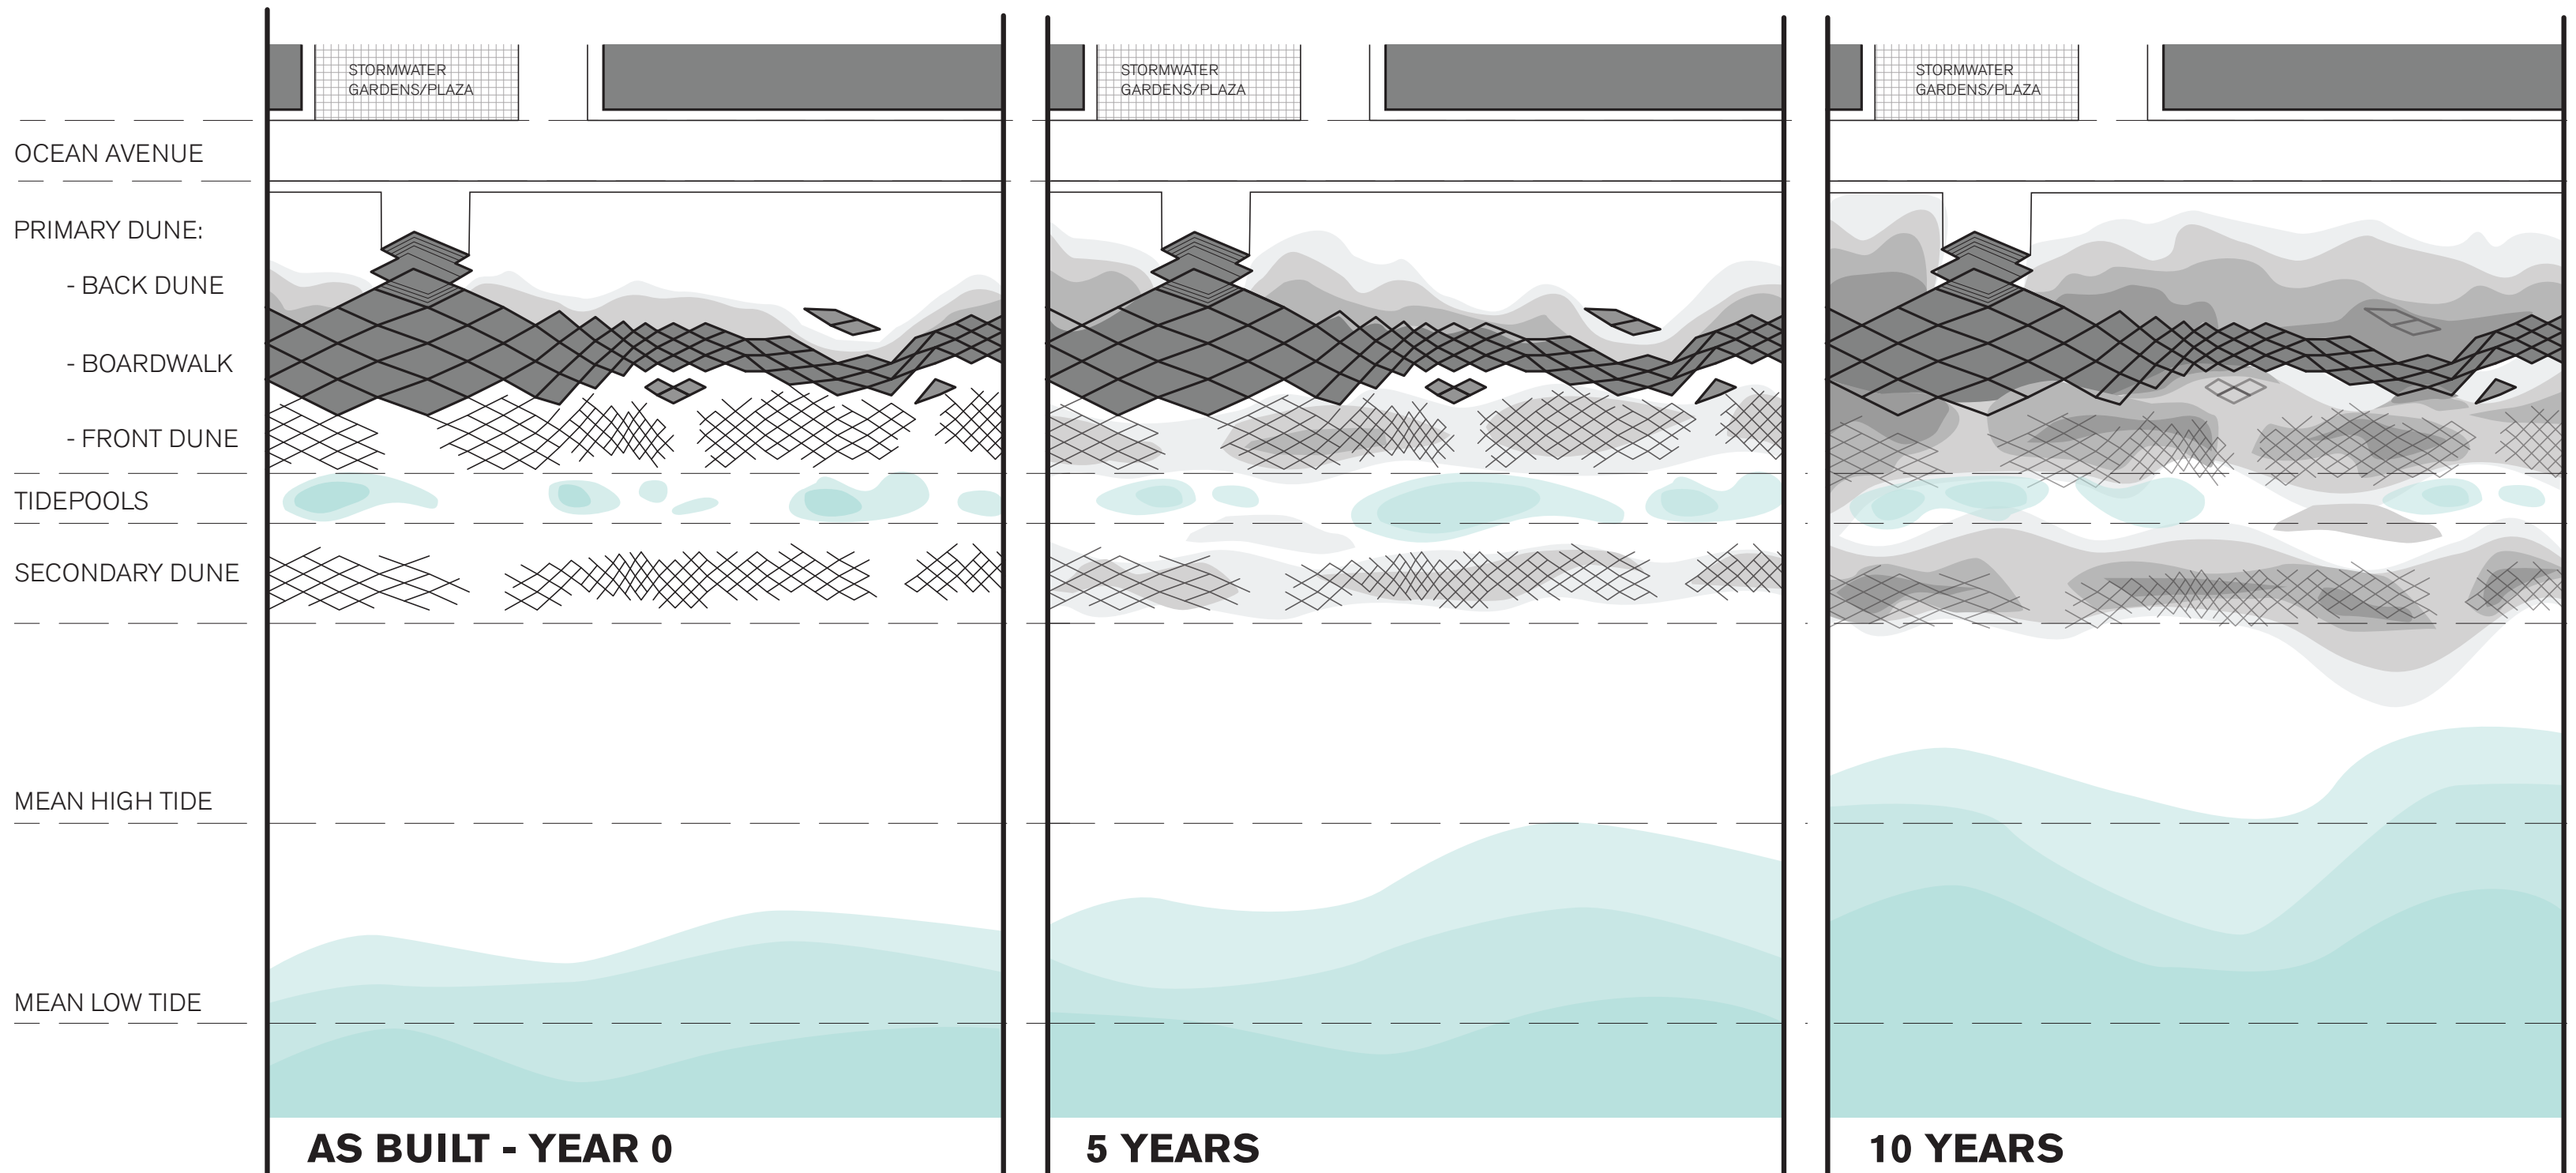 STORMWATER
GARDENS/PLAZA
STORMWATER
GARDENS/PLAZA
STORMWATER
GARDENS/PLAZA
OCEAN AVENUE
PRIMARY DUNE:
- BACK DUNE
- BOARDWALK
- FRONT DUNE
TIDEPOOLS
SECONDARY DUNE
MEAN HIGH TIDE
MEAN LOW TIDE
AS BUILT - YEAR 0
5 YEARS
10 YEARS